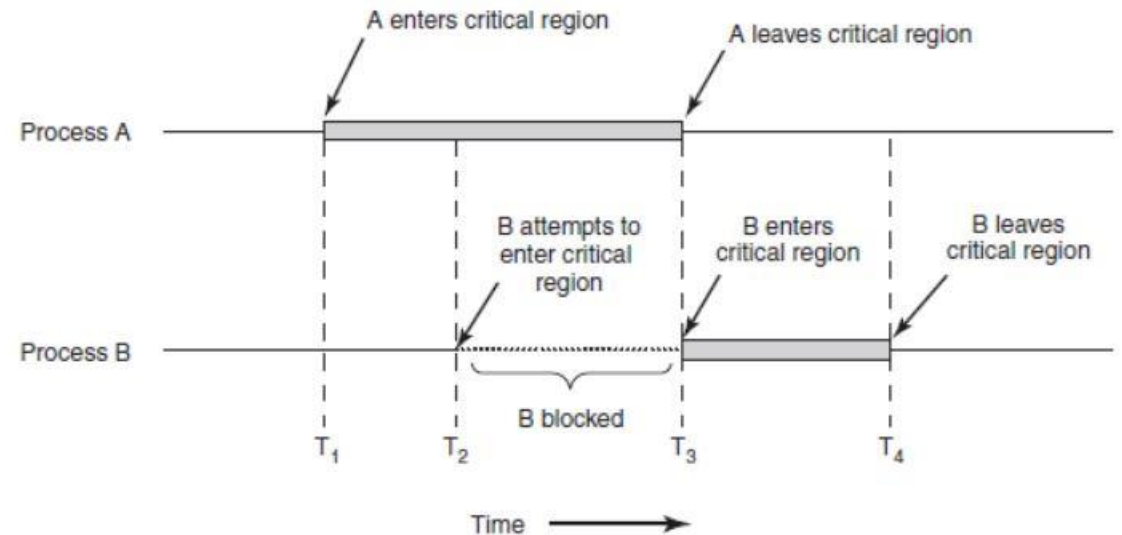 A enters critical region
A leaves critical region
Process A
B attempts to
enter critical
region
B enters
critical region
B leaves
critical region
Process B
B blocked
T1
T2
T3
T4
Time